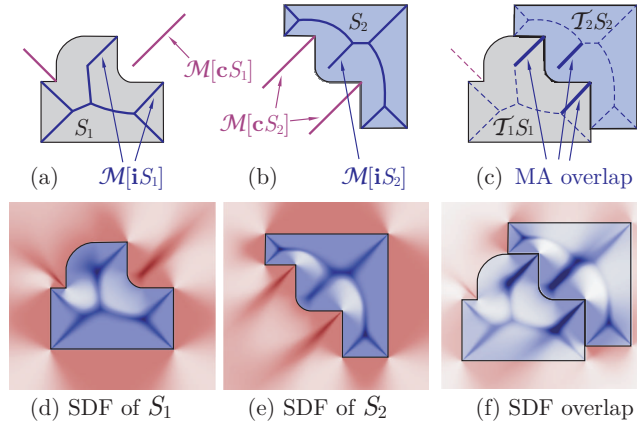 S₁
ℳ[cS₁]
(a)
ℳ[iS₁]
S₂
ℳ[cS₂]
(b)
ℳ[iS₂]
𝒯₂S₂
𝒯₁S₁
(c)
MA overlap
(d) SDF of S₁
(e) SDF of S₂
(f) SDF overlap